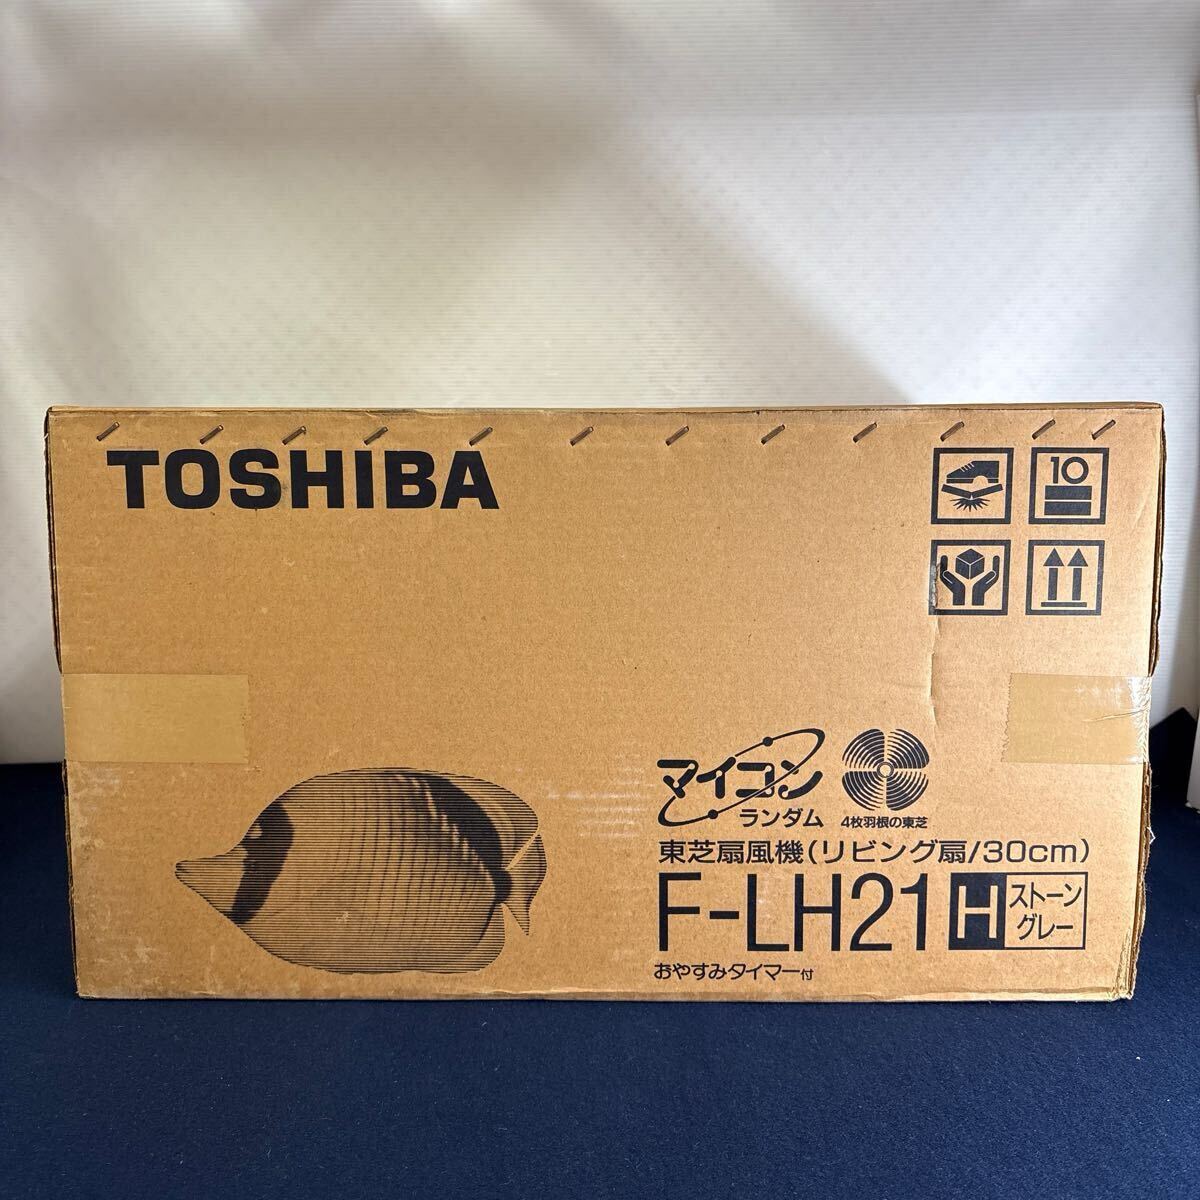 TOSHIBA
10
マイコン
ランダム
4枚羽根の東芝
東芝扇風機(リビング扇/30cm)
F-LH21 H ストーン
グレー
おやすみタイマー付